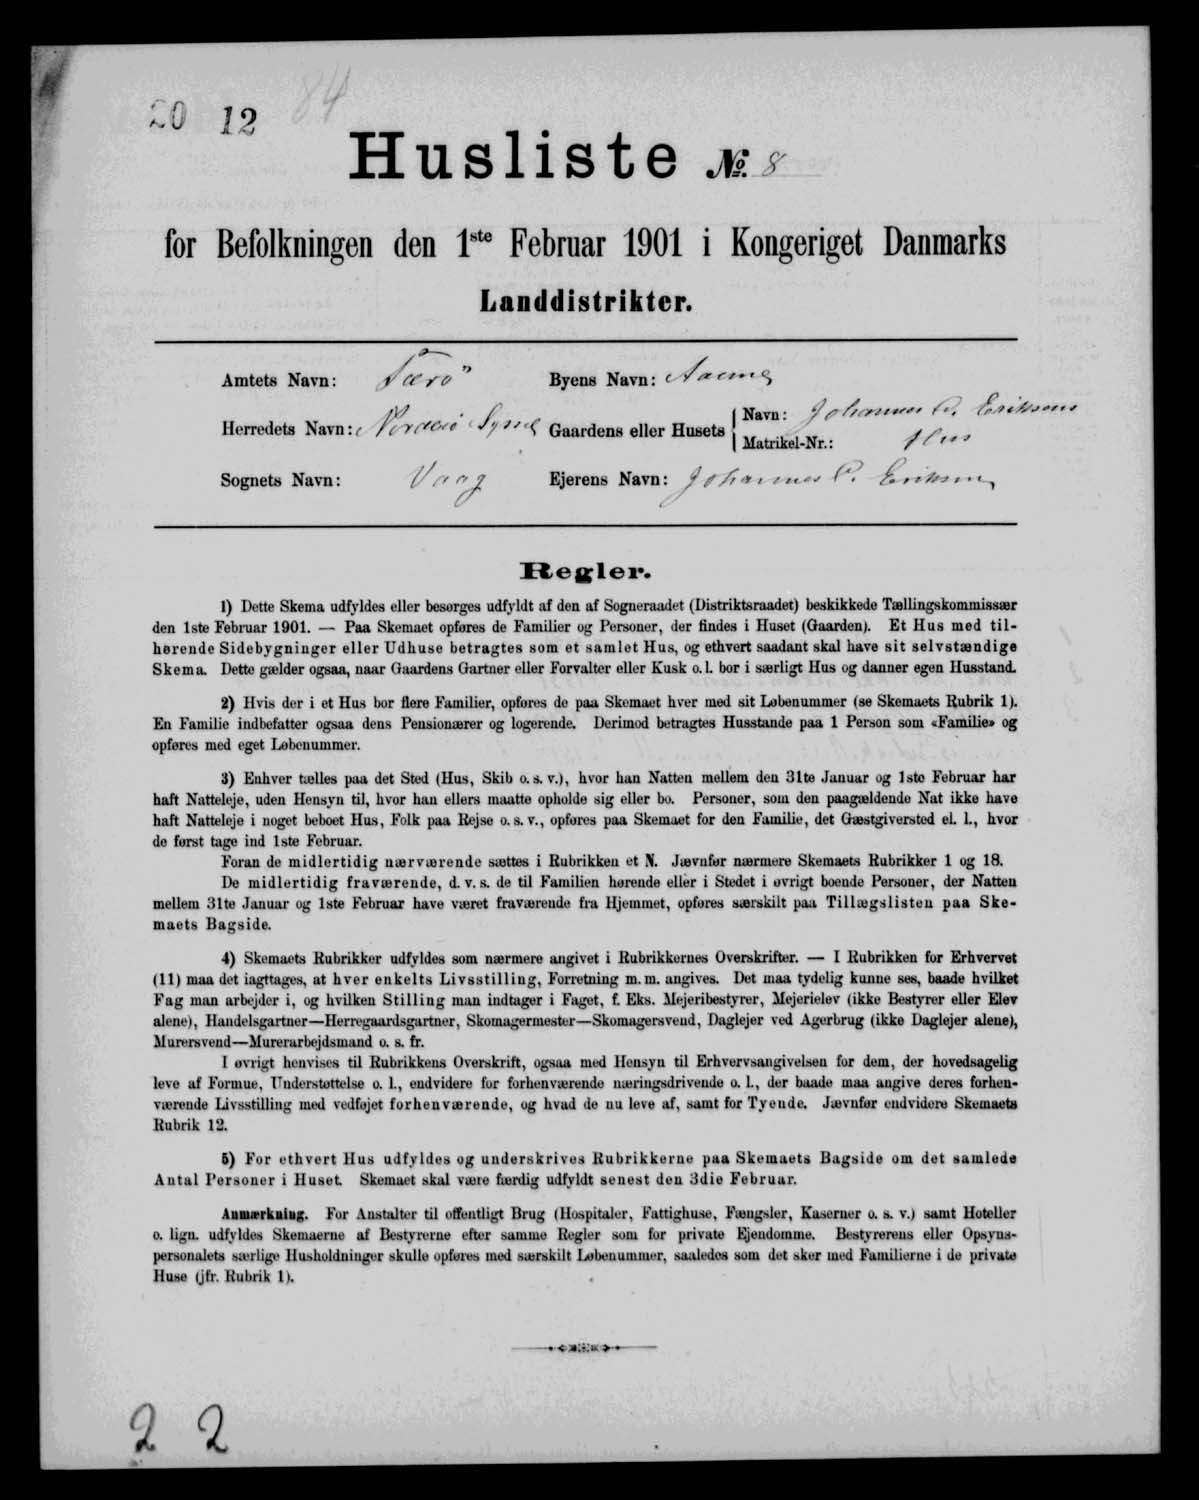 20 12 84
Husliste № 8
for Befolkningen den 1ste Februar 1901 i Kongeriget Danmarks
Landdistrikter.
Amtets Navn: Færö Byens Navn:
Herredets Navn: Norderö Syssel Gaardens eller Husets Navn: Johannes P. Eriksens
Matrikel-Nr.: Hus
Sognets Navn: Vaag Ejerens Navn: Johannes P. Eriksen
Regler.
1) Dette Skema udfyldes eller besørges udfyldt af den af Sogneraadet (Distriktsraadet) beskikkede Tællingskommissær
den 1ste Februar 1901. — Paa Skemaet opføres de Familier og Personer, der findes i Huset (Gaarden). Et Hus med til-
hørende Sidebygninger eller Udhuse betragtes som et samlet Hus, og ethvert saadant skal have sit selvstændige
Skema. Dette gælder ogsaa, naar Gaardens Gartner eller Forvalter eller Kusk o. l. bor i særligt Hus og danner egen Husstand.
2) Hvis der i et Hus bor flere Familier, opføres de paa Skemaet hver med sit Løbenummer (se Skemaets Rubrik 1).
En Familie indbefatter ogsaa dens Pensionærer og logerende. Derimod betragtes Husstande paa 1 Person som «Familie» og
opføres med eget Løbenummer.
3) Enhver tælles paa det Sted (Hus, Skib o. s. v.), hvor han Natten mellem den 31te Januar og 1ste Februar har
haft Natteleje, uden Hensyn til, hvor han ellers maatte opholde sig eller bo. Personer, som den paagældende Nat ikke have
haft Natteleje i noget beboet Hus, Folk paa Rejse o. s. v., opføres paa Skemaet for den Familie, det Gæstgiversted el. l., hvor
de først tage ind 1ste Februar.
Foran de midlertidig nærværende sættes i Rubrikken et N. Jævnfør nærmere Skemaets Rubrikker 1 og 18.
De midlertidig fraværende, d. v. s. de til Familien hørende eller i Stedet i øvrigt boende Personer, der Natten
mellem 31te Januar og 1ste Februar have været fraværende fra Hjemmet, opføres særskilt paa Tillægslisten paa Ske-
maets Bagside.
4) Skemaets Rubrikker udfyldes som nærmere angivet i Rubrikkernes Overskrifter. — I Rubrikken for Erhvervet
(11) maa det iagttages, at hver enkelts Livsstilling, Forretning m. m. angives. Det maa tydelig kunne ses, baade hvilket
Fag man arbejder i, og hvilken Stilling man indtager i Faget, f. Eks. Mejeribestyrer, Mejerielev (ikke Bestyrer eller Elev
alene), Handelsgartner—Herregaardsgartner, Skomagermester—Skomagersvend, Daglejer ved Agerbrug (ikke Daglejer alene),
Murersvend—Murerarbejdsmand o. s. fr.
I øvrigt henvises til Rubrikkens Overskrift, ogsaa med Hensyn til Erhvervsangivelsen for dem, der hovedsagelig
leve af Formue, Understøttelse o. l., endvidere for forhenværende næringsdrivende o. l., der baade maa angive deres forhen-
værende Livsstilling med vedføjet forhenværende, og hvad de nu leve af, samt for Tyende. Jævnfør endvidere Skemaets
Rubrik 12.
5) For ethvert Hus udfyldes og underskrives Rubrikkerne paa Skemaets Bagside om det samlede
Antal Personer i Huset. Skemaet skal være færdig udfyldt senest den 3die Februar.
Anmærkning. For Anstalter til offentligt Brug (Hospitaler, Fattighuse, Fængsler, Kaserner o. s. v.) samt Hoteller
o. lign. udfyldes Skemaerne af Bestyrerne efter samme Regler som for private Ejendomme. Bestyrerens eller Opsyns-
personalets særlige Husholdninger skulle opføres med særskilt Løbenummer, saaledes som det sker med Familierne i de private
Huse (jfr. Rubrik 1).
2 2